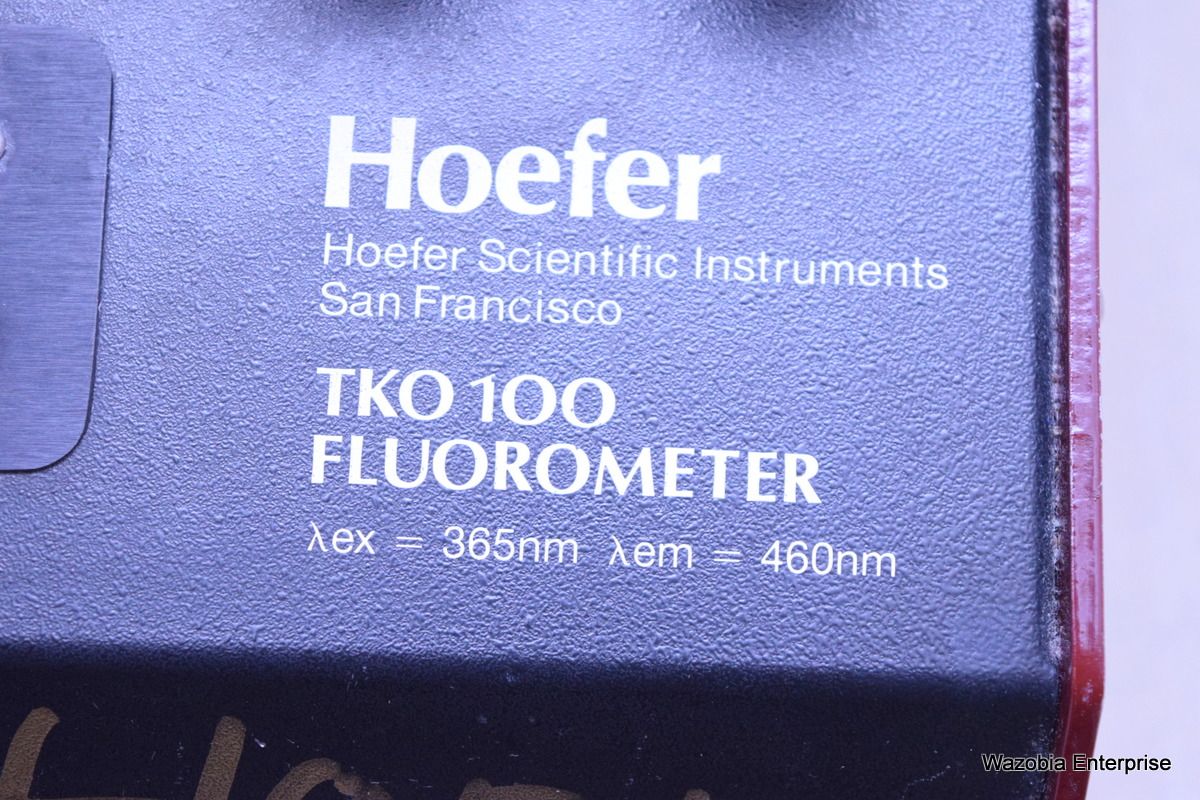 Hoefer
Hoefer Scientific Instruments
San Francisco
TKO 100
FLUOROMETER
λex = 365nm λem = 460nm
Wazobia Enterprise